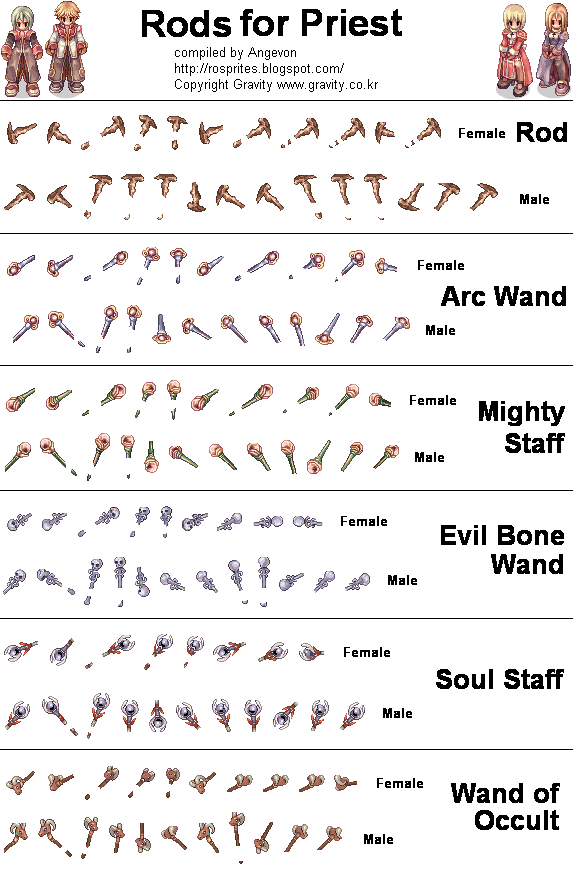 Rods for Priest
compiled by Angevon
http://rosprites.blogspot.com/
Copyright Gravity www.gravity.co.kr
Female
Rod
Male
Female
Arc Wand
Male
Female
Mighty
Staff
Male
Female
Evil Bone
Wand
Male
Female
Soul Staff
Male
Female
Wand of
Occult
Male